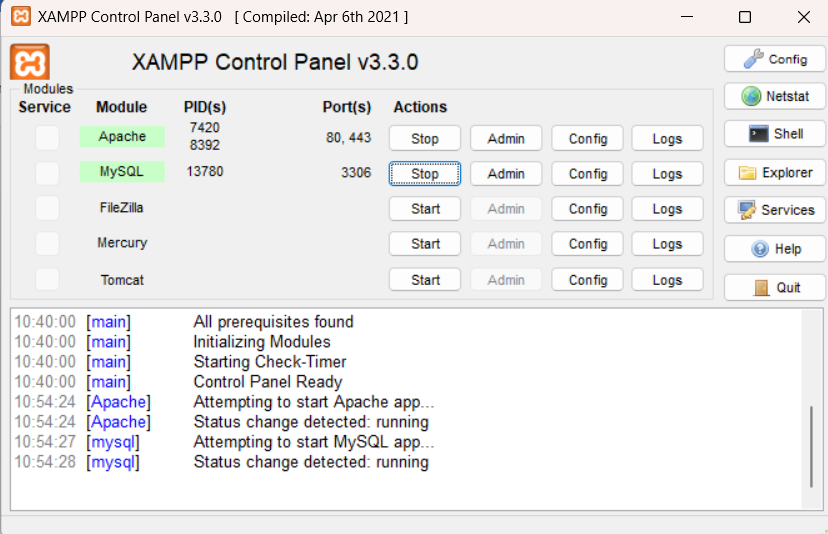 XAMPP Control Panel v3.3.0 [ Compiled: Apr 6th 2021 ]
XAMPP Control Panel v3.3.0
Config
Modules
Service Module PID(s) Port(s) Actions
Netstat
Apache 7420 8392 80, 443 Stop Admin Config Logs
Shell
MySQL 13780 3306 Stop Admin Config Logs
Explorer
FileZilla Start Admin Config Logs
Services
Mercury Start Admin Config Logs
Help
Tomcat Start Admin Config Logs
Quit
10:40:00 [main] All prerequisites found
10:40:00 [main] Initializing Modules
10:40:00 [main] Starting Check-Timer
10:40:00 [main] Control Panel Ready
10:54:24 [Apache] Attempting to start Apache app...
10:54:24 [Apache] Status change detected: running
10:54:27 [mysql] Attempting to start MySQL app...
10:54:28 [mysql] Status change detected: running